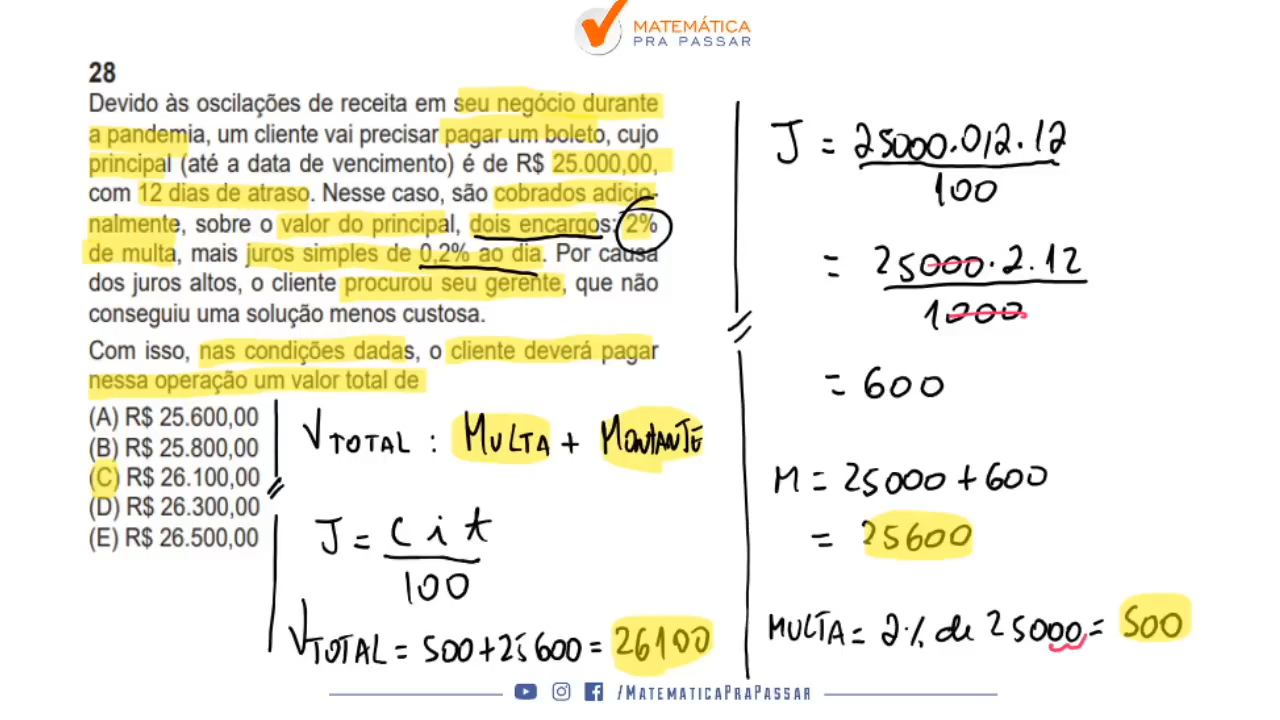 MATEMÁTICA
PRA PASSAR
28
Devido às oscilações de receita em seu negócio durante
a pandemia, um cliente vai precisar pagar um boleto, cujo
principal (até a data de vencimento) é de R$ 25.000,00,
com 12 dias de atraso. Nesse caso, são cobrados adicio-
nalmente, sobre o valor do principal, dois encargos: 2%
de multa, mais juros simples de 0,2% ao dia. Por causa
dos juros altos, o cliente procurou seu gerente, que não
conseguiu uma solução menos custosa.
Com isso, nas condições dadas, o cliente deverá pagar
nessa operação um valor total de
(A) R$ 25.600,00
(B) R$ 25.800,00
(C) R$ 26.100,00
(D) R$ 26.300,00
(E) R$ 26.500,00
VTOTAL : MULTA + MONTANTE
J = C i t
100
VTOTAL = 500 + 25600 = 26100
J = 25000.0,2.12
100
= 25000.2.12
1000
= 600
M = 25000 + 600
= 25600
MULTA = 2% de 25000 = 500
/MATEMATICAPRAPASSAR